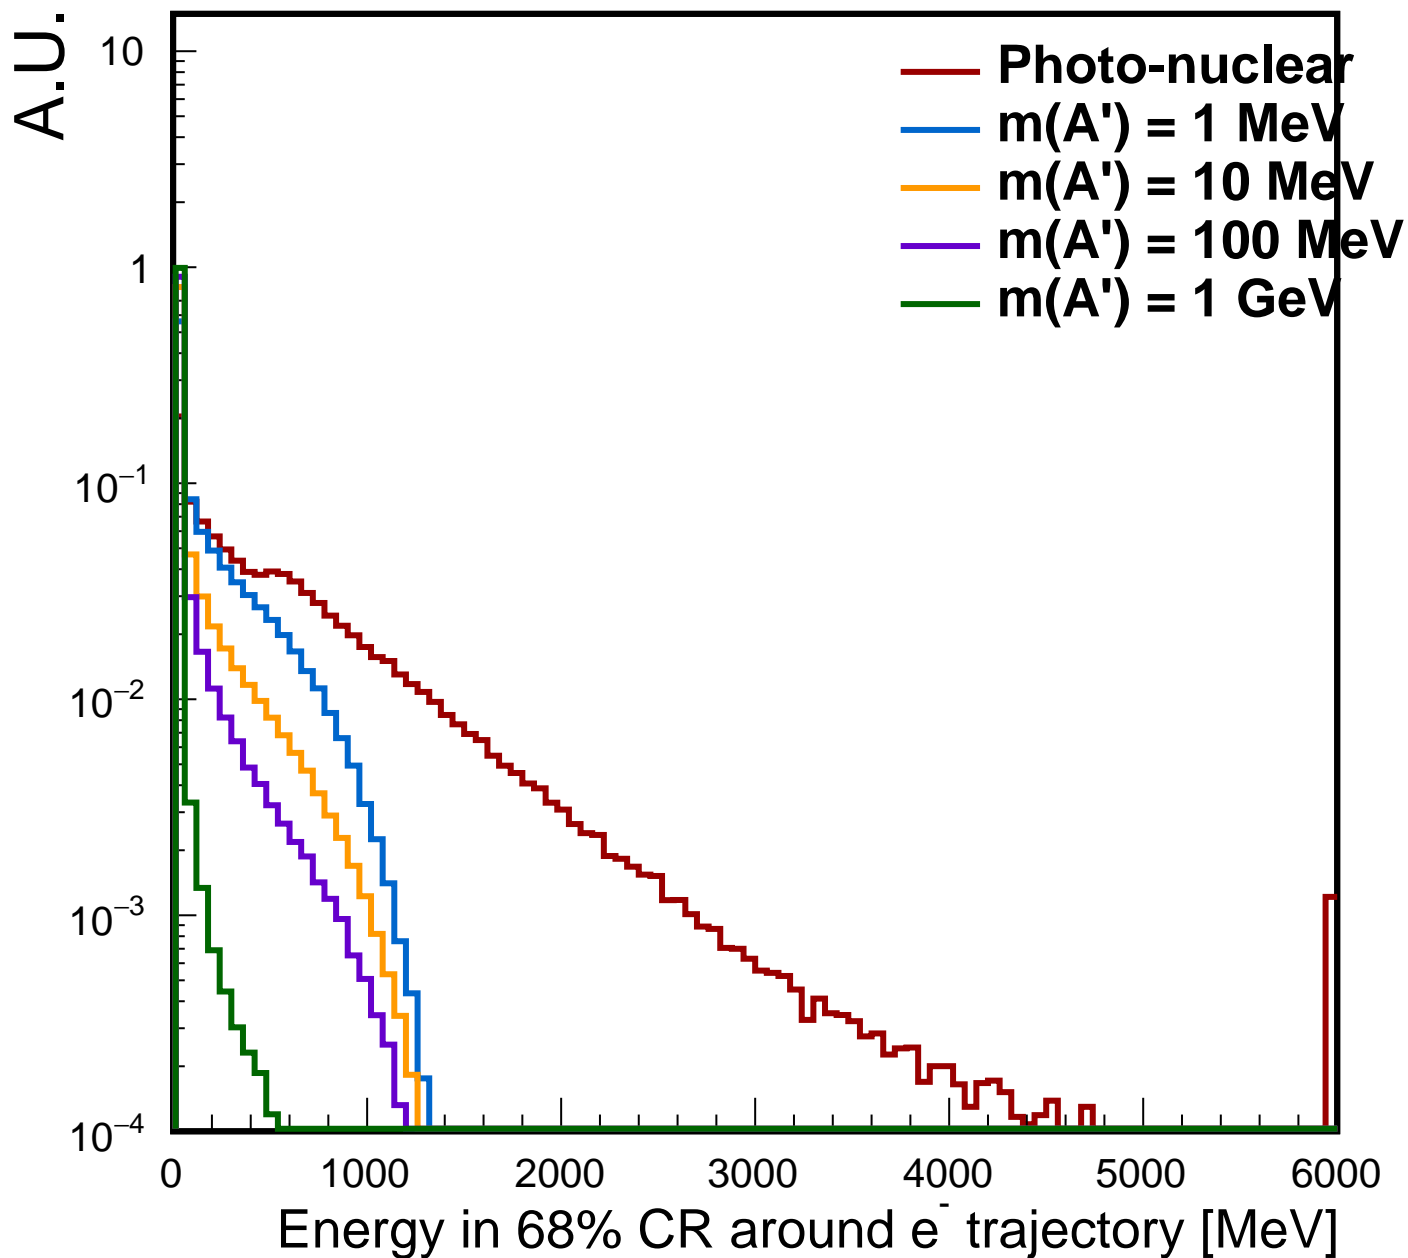 A.U.
10
1
10⁻¹
10⁻²
10⁻³
10⁻⁴
Photo-nuclear
m(A') = 1 MeV
m(A') = 10 MeV
m(A') = 100 MeV
m(A') = 1 GeV
0 1000 2000 3000 4000 5000 6000
Energy in 68% CR around e⁻ trajectory [MeV]